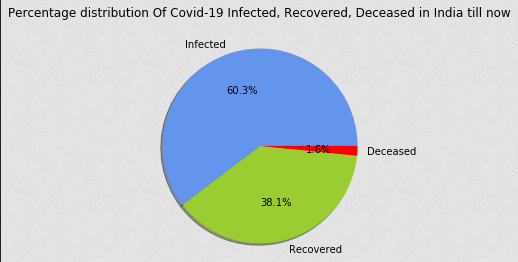 Percentage distribution Of Covid-19 Infected, Recovered, Deceased in India till now
Infected
60.3%
1.6%
Deceased
38.1%
Recovered